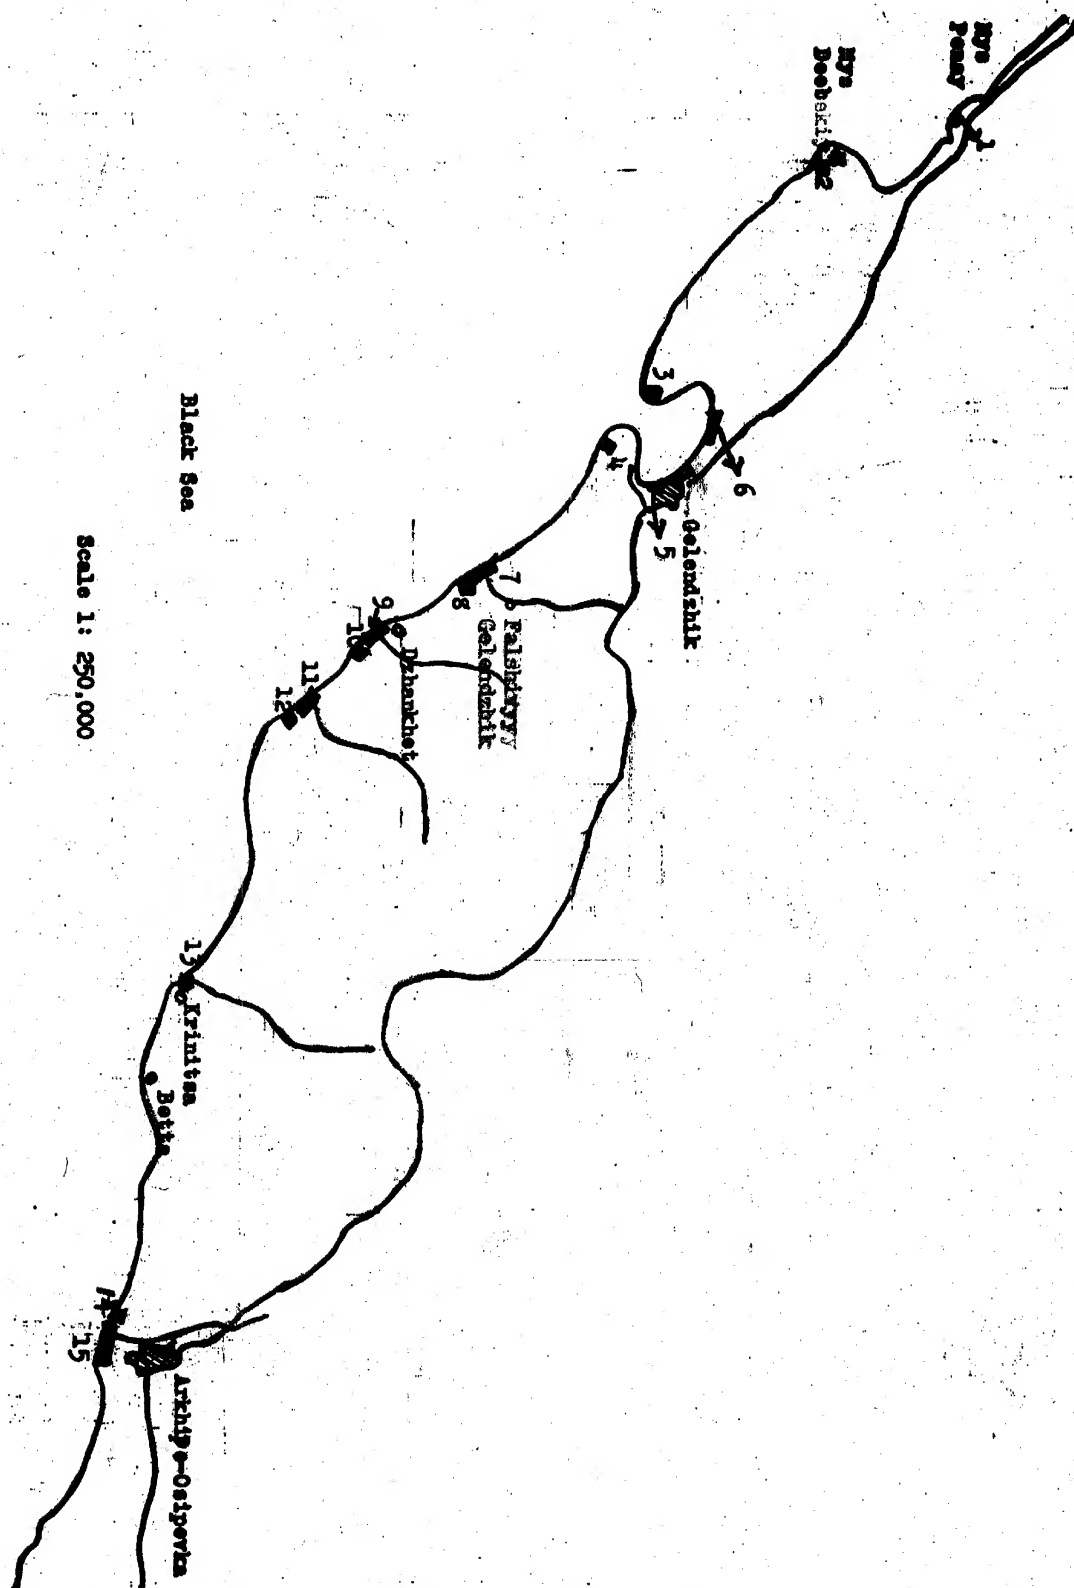 Mys
Penay
1
Mys
Doobskiy
2
3
4
6
Gelendzhik
5
7
8
Falshivyy
Gelendzhik
9
10
Dzhankhot
11
12
Black Sea
Scale 1: 250,000
13
Krinitsa
Betta
14
15
Arkhipo-Osipovka